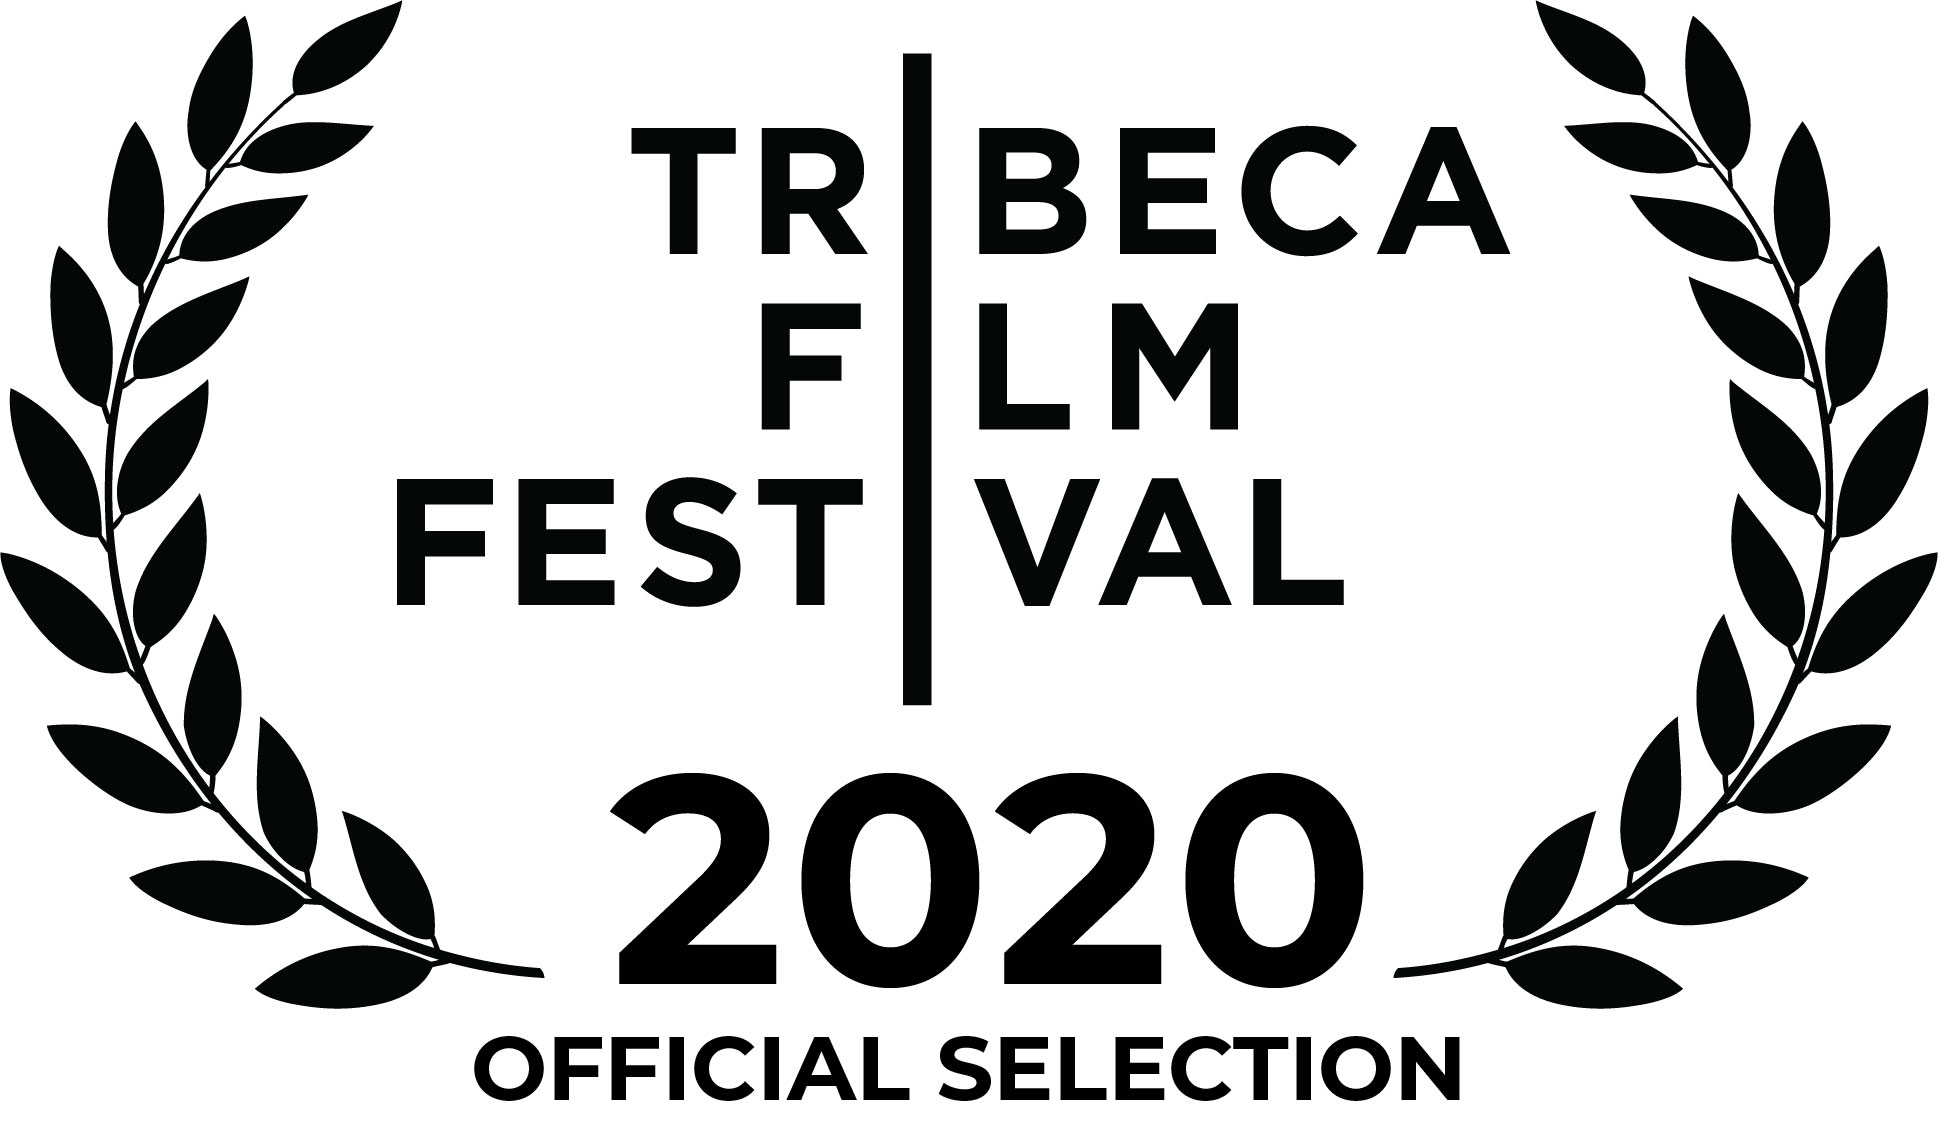 TRIBECA
FILM
FESTIVAL
2020
OFFICIAL SELECTION